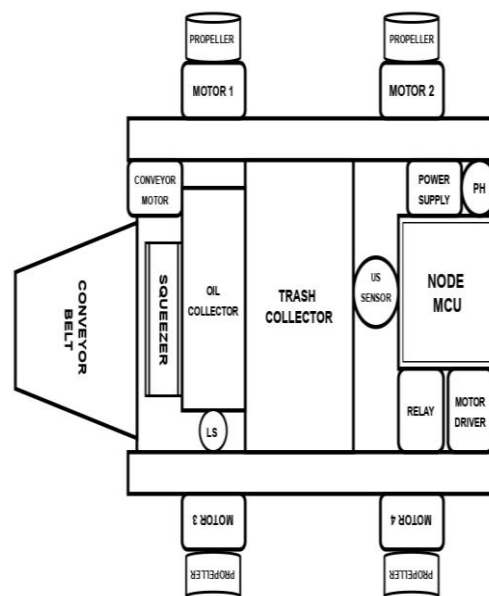 PROPELLER
PROPELLER
MOTOR 1
MOTOR 2
CONVEYOR
MOTOR
POWER
SUPPLY
PH
CONVEYOR
BELT
SQUEEZER
OIL
COLLECTOR
TRASH
COLLECTOR
US
SENSOR
NODE
MCU
LS
RELAY
MOTOR
DRIVER
MOTOR 3
MOTOR 4
PROPELLER
PROPELLER